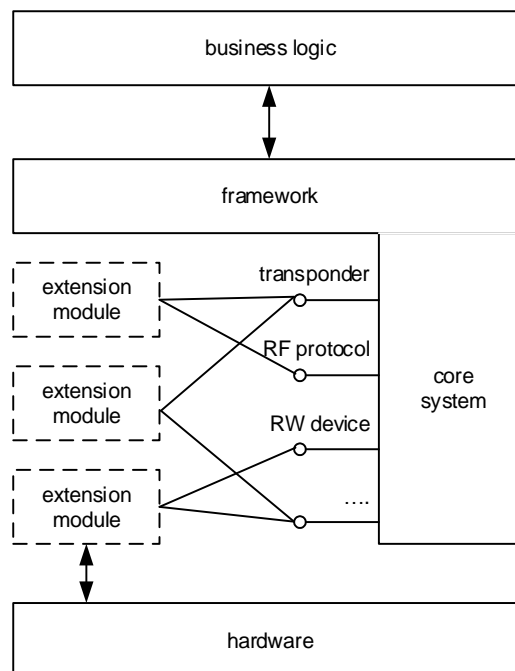 business logic
framework
extension
module
transponder
RF protocol
extension
module
core
system
RW device
extension
module
....
hardware